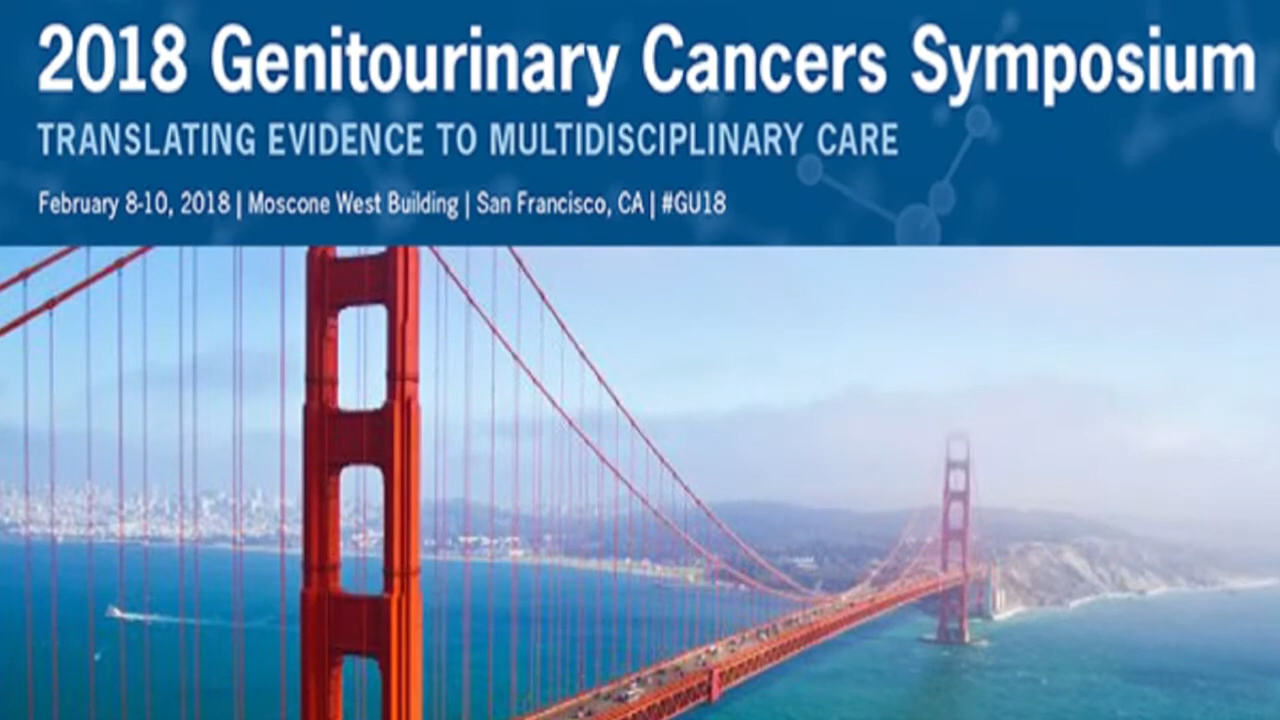 2018 Genitourinary Cancers Symposium
TRANSLATING EVIDENCE TO MULTIDISCIPLINARY CARE
February 8-10, 2018 | Moscone West Building | San Francisco, CA | #GU18